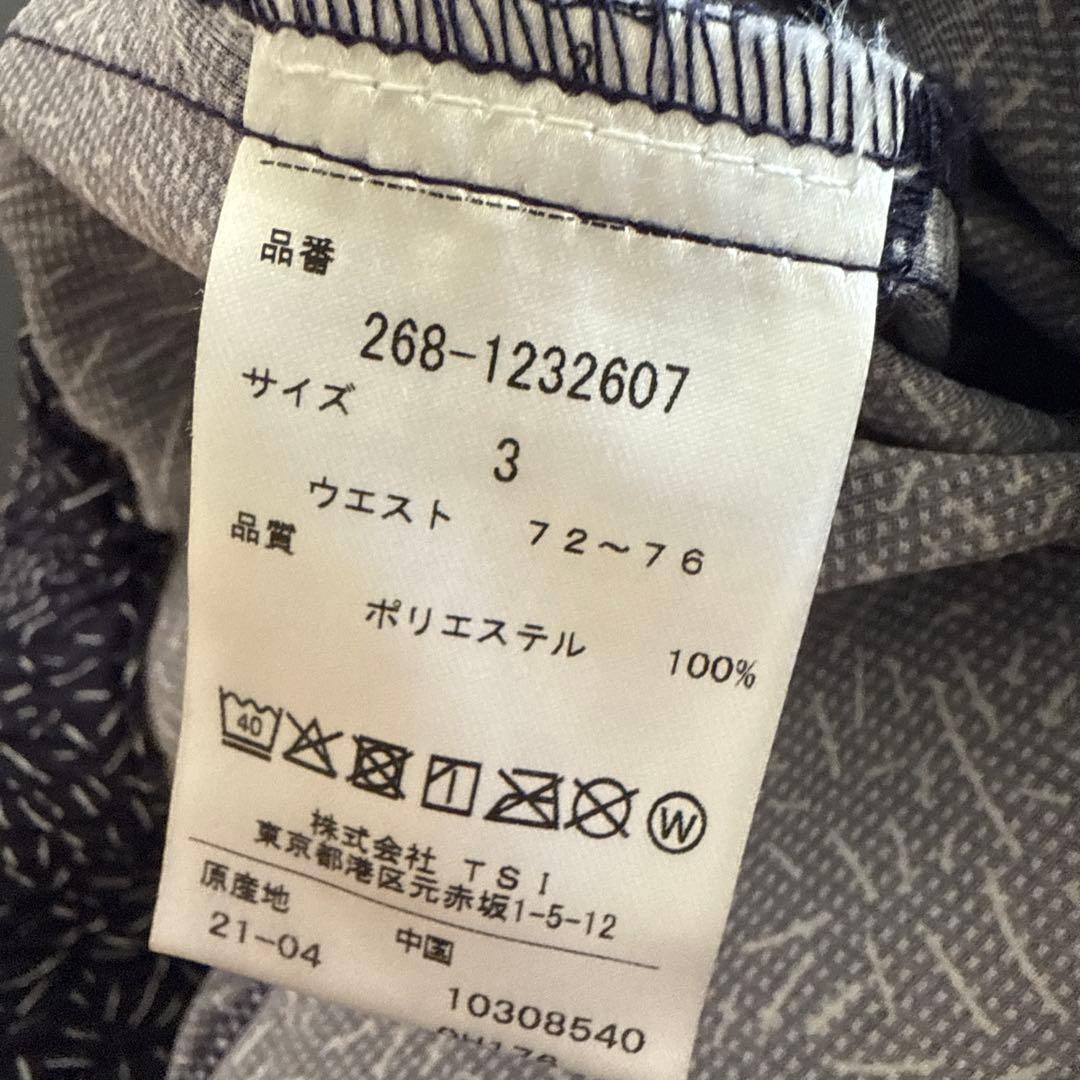 品番
268-1232607
サイズ
3
ウエスト 72～76
品質
ポリエステル 100%
40
W
株式会社 TSI
東京都港区元赤坂1-5-12
原産地
中国
21-04
10308540